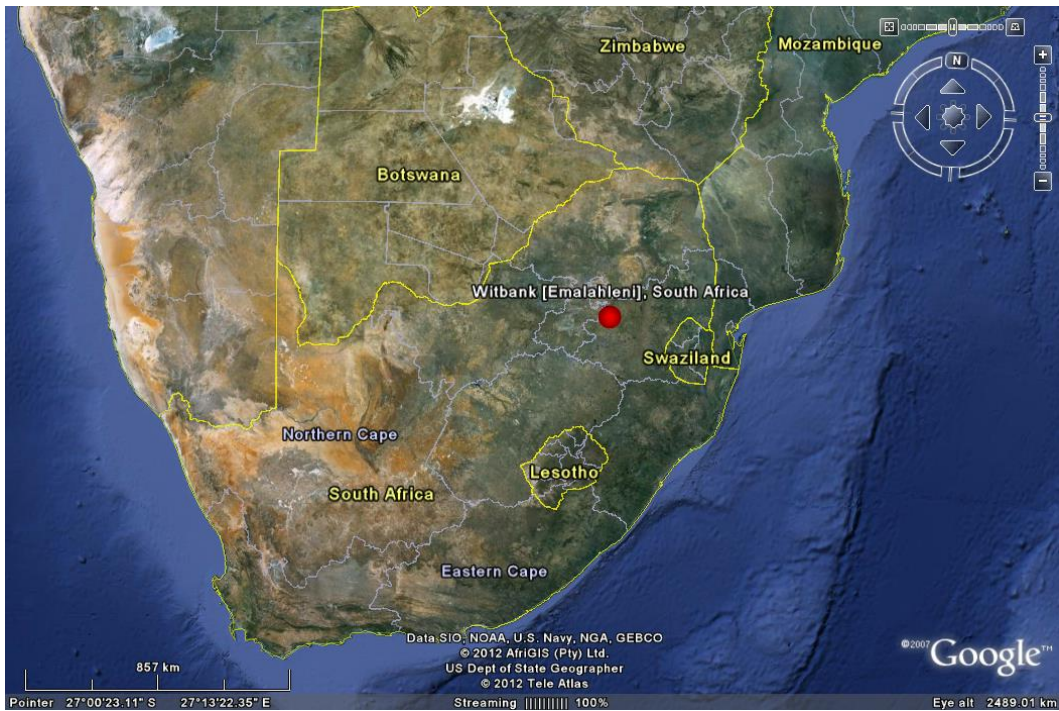 Zimbabwe
Mozambique
N
Botswana
Witbank [Emalahleni], South Africa
Swaziland
Northern Cape
Lesotho
South Africa
Eastern Cape
Data SIO, NOAA, U.S. Navy, NGA, GEBCO
© 2012 AfriGIS (Pty) Ltd.
US Dept of State Geographer
© 2012 Tele Atlas
©2007 Google™
857 km
Pointer 27°00'23.11" S 27°13'22.35" E Streaming |||||||||| 100% Eye alt 2489.01 km